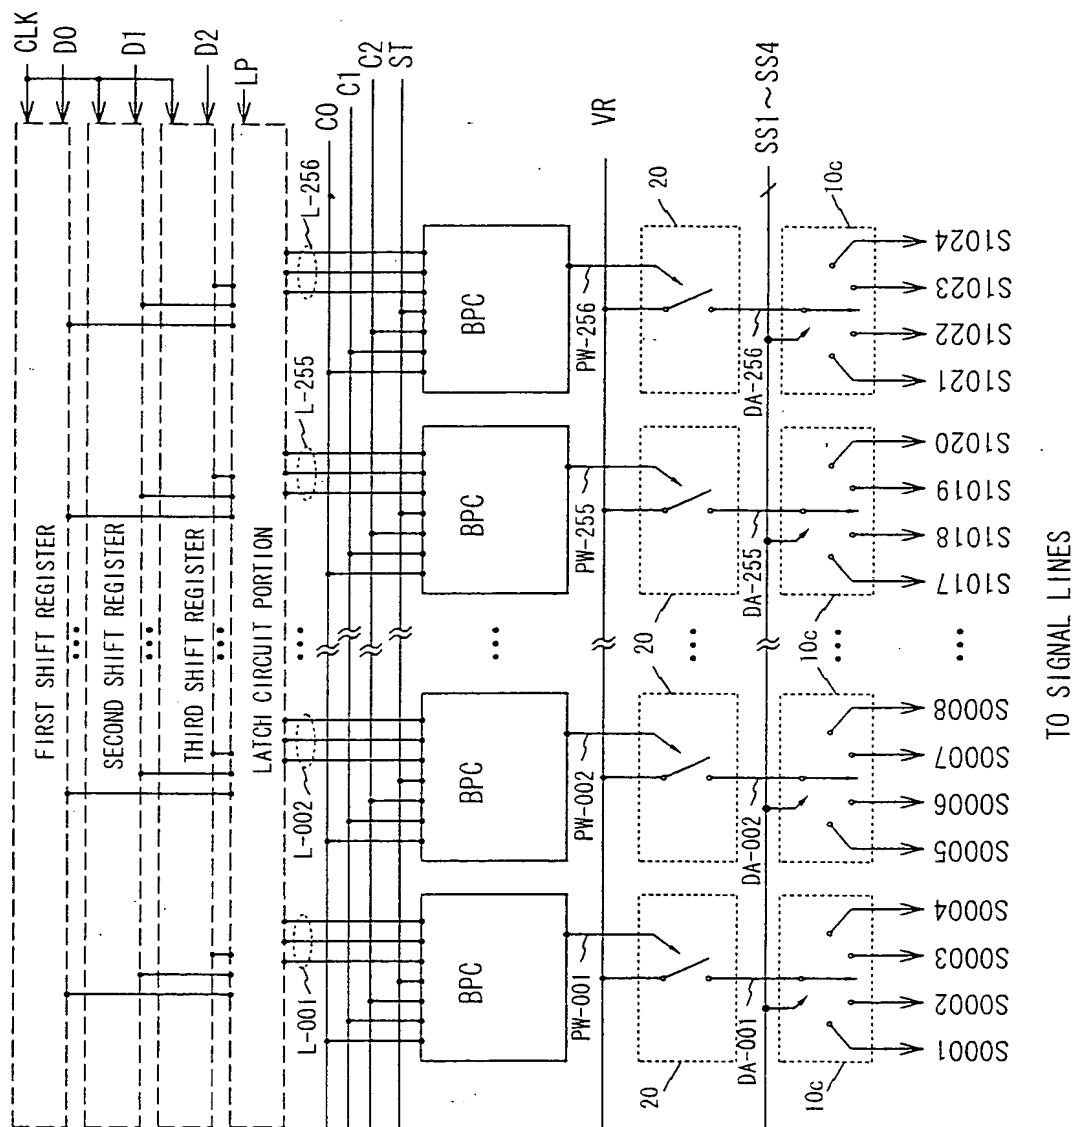 CLK
D0
D1
D2
LP
FIRST SHIFT REGISTER
SECOND SHIFT REGISTER
THIRD SHIFT REGISTER
LATCH CIRCUIT PORTION
•••
•••
•••
•••
L-001
L-002
L-255
L-256
C0
C1
C2
ST
BPC
BPC
•••
BPC
BPC
PW-001
PW-002
PW-255
PW-256
VR
20
20
•••
20
20
DA-001
DA-002
DA-255
DA-256
SS1~SS4
10c
10c
•••
10c
10c
S0001
S0002
S0003
S0004
S0005
S0006
S0007
S0008
•••
S1017
S1018
S1019
S1020
S1021
S1022
S1023
S1024
TO SIGNAL LINES